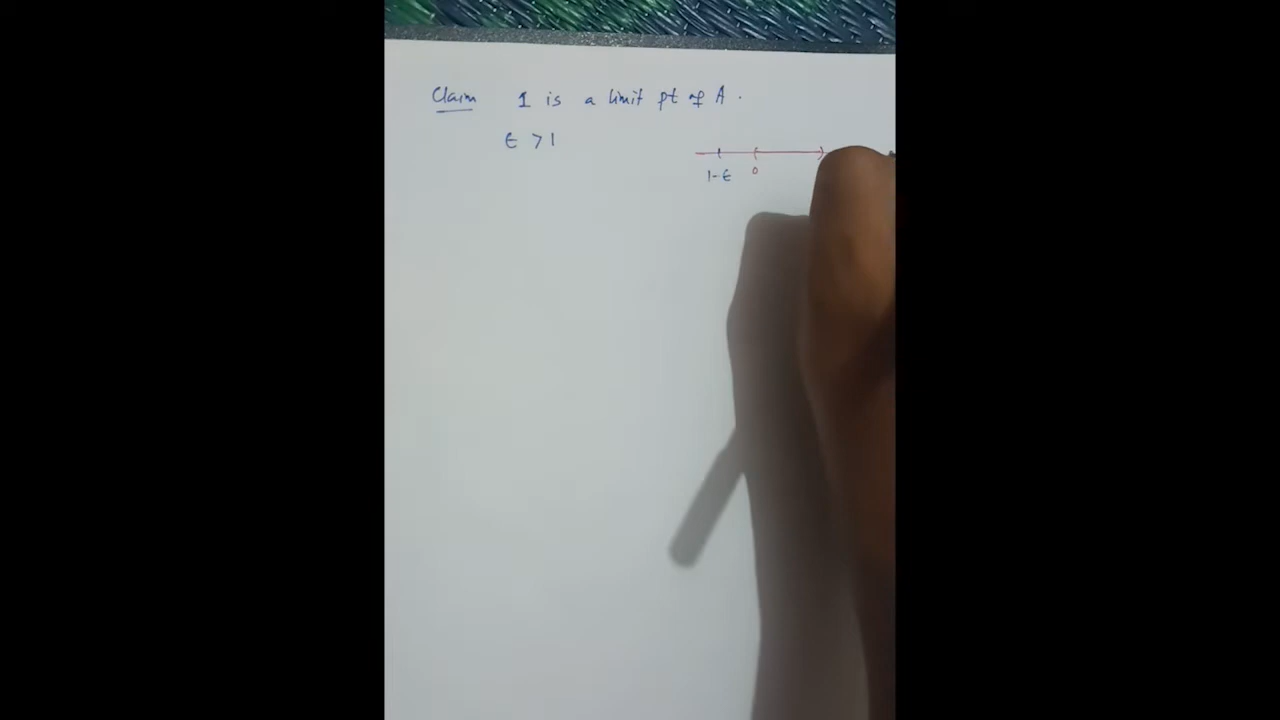 Claim 1 is a limit pt of A.
ε > 1
1-ε 0